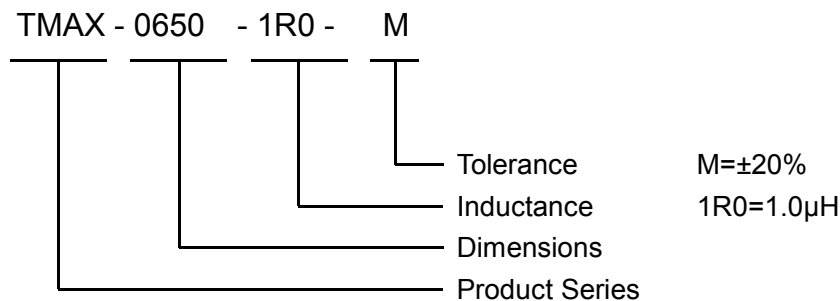 TMAX - 0650 - 1R0 - M
Tolerance M=±20%
Inductance 1R0=1.0µH
Dimensions
Product Series